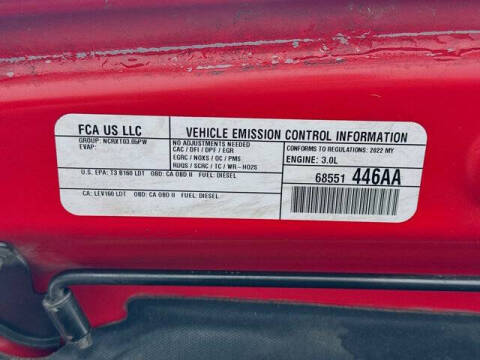 FCA US LLC
GROUP: NCRXT03.05PW
EVAP:
VEHICLE EMISSION CONTROL INFORMATION
NO ADJUSTMENTS NEEDED
CAC / DFI / DPF / EGR
EGRC / NOXS / OC / PMS
RUQS / SCRC / TC / WR-HO2S
CONFORMS TO REGULATIONS: 2022 MY
ENGINE: 3.0L
U.S. EPA: T3 B160 LDT OBD: CA OBD II FUEL: DIESEL
CA: LEV160 LDT OBD: CA OBD II FUEL: DIESEL
68551 446AA